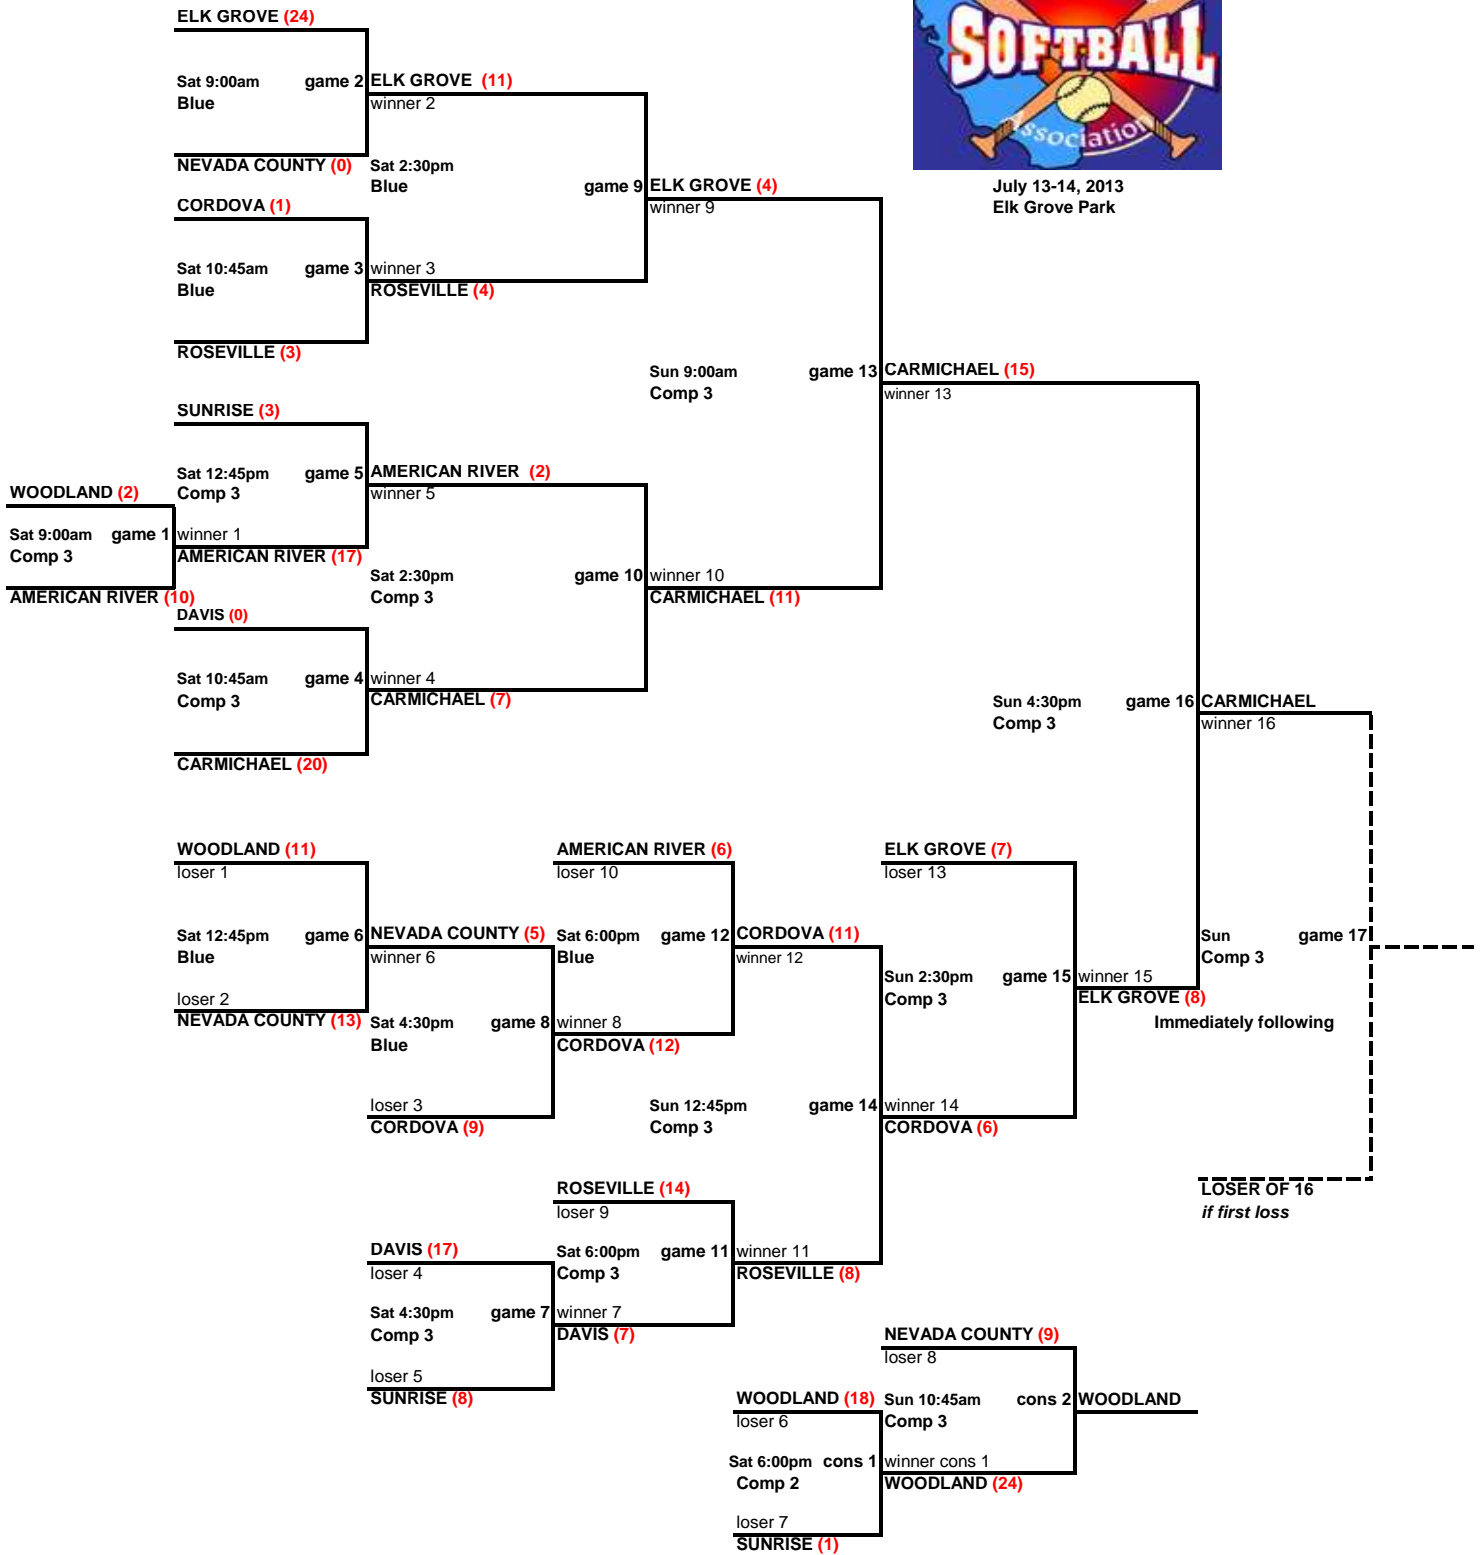 ELK GROVE (24)
Sat 9:00am game 2
Blue
NEVADA COUNTY (0)
ELK GROVE (11)
winner 2
CORDOVA (1)
Sat 10:45am game 3
Blue
ROSEVILLE (3)
winner 3
ROSEVILLE (4)
Sat 2:30pm
Blue
game 9
ELK GROVE (4)
winner 9
SOFTBALL
Association
July 13-14, 2013
Elk Grove Park
SUNRISE (3)
Sat 12:45pm game 5
Comp 3
WOODLAND (2)
Sat 9:00am game 1
Comp 3
AMERICAN RIVER (10)
winner 1
AMERICAN RIVER (17)
AMERICAN RIVER (2)
winner 5
DAVIS (0)
Sat 10:45am game 4
Comp 3
CARMICHAEL (20)
winner 4
CARMICHAEL (7)
Sat 2:30pm game 10
Comp 3
winner 10
CARMICHAEL (11)
Sun 9:00am game 13
Comp 3
CARMICHAEL (15)
winner 13
Sun 4:30pm game 16
Comp 3
CARMICHAEL
winner 16
WOODLAND (11)
loser 1
Sat 12:45pm game 6
Blue
loser 2
NEVADA COUNTY (13)
NEVADA COUNTY (5)
winner 6
Sat 4:30pm game 8
Blue
loser 3
CORDOVA (9)
AMERICAN RIVER (6)
loser 10
Sat 6:00pm game 12
Blue
winner 8
CORDOVA (12)
CORDOVA (11)
winner 12
Sun 12:45pm game 14
Comp 3
ELK GROVE (7)
loser 13
Sun 2:30pm game 15
Comp 3
winner 14
CORDOVA (6)
winner 15
ELK GROVE (8)
Sun game 17
Comp 3
Immediately following
LOSER OF 16
if first loss
ROSEVILLE (14)
loser 9
Sat 6:00pm game 11
Comp 3
winner 11
ROSEVILLE (8)
DAVIS (17)
loser 4
Sat 4:30pm game 7
Comp 3
loser 5
SUNRISE (8)
winner 7
DAVIS (7)
NEVADA COUNTY (9)
loser 8
Sun 10:45am cons 2
Comp 3
WOODLAND
WOODLAND (18)
loser 6
Sat 6:00pm cons 1
Comp 2
winner cons 1
WOODLAND (24)
loser 7
SUNRISE (1)